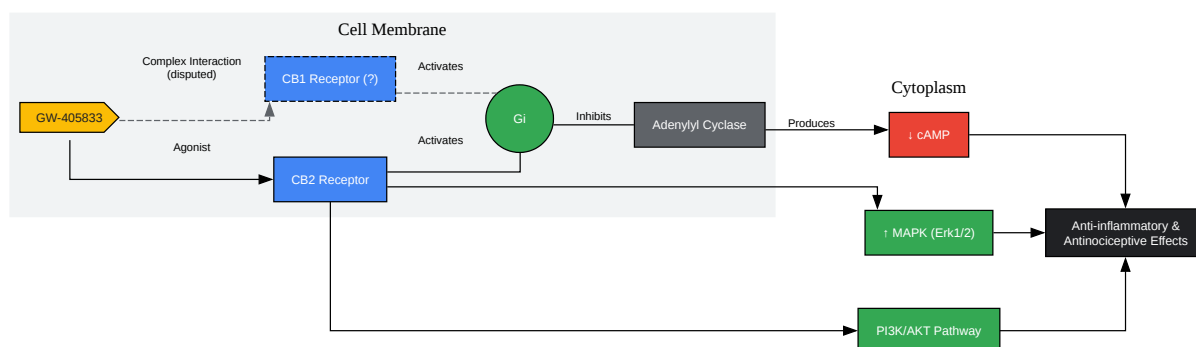 Cell Membrane
Complex Interaction
(disputed)
CB1 Receptor (?)
Activates
Cytoplasm
GW-405833
Gi
Inhibits
Adenylyl Cyclase
Produces
↓ cAMP
Agonist
Activates
CB2 Receptor
↑ MAPK (Erk1/2)
Anti-inflammatory &
Antinociceptive Effects
PI3K/AKT Pathway